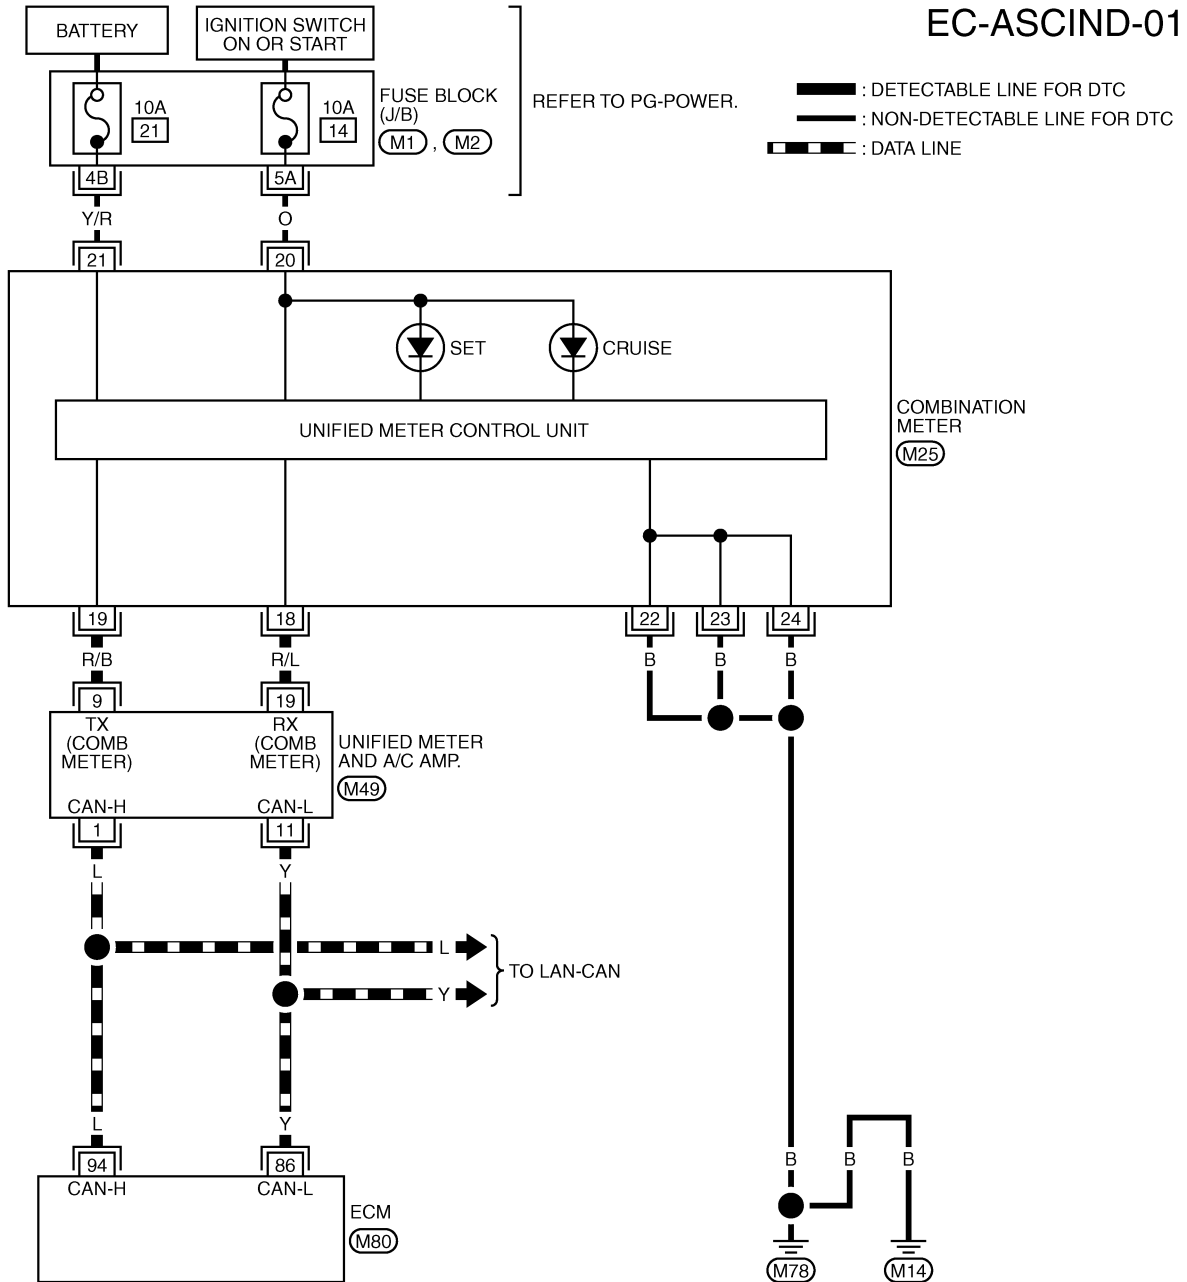 EC-ASCIND-01
BATTERY
IGNITION SWITCH
ON OR START
: DETECTABLE LINE FOR DTC
: NON-DETECTABLE LINE FOR DTC
: DATA LINE
10A
21
10A
14
FUSE BLOCK
(J/B)
M1 , M2
REFER TO PG-POWER.
4B
5A
Y/R
O
21
20
SET
CRUISE
UNIFIED METER CONTROL UNIT
COMBINATION
METER
M25
19
18
22
23
24
R/B
R/L
B
B
B
9
19
TX
(COMB
METER)
RX
(COMB
METER)
UNIFIED METER
AND A/C AMP.
M49
CAN-H
CAN-L
1
11
L
Y
L
Y
TO LAN-CAN
L
Y
94
86
CAN-H
CAN-L
ECM
M80
B
B
B
M78
M14